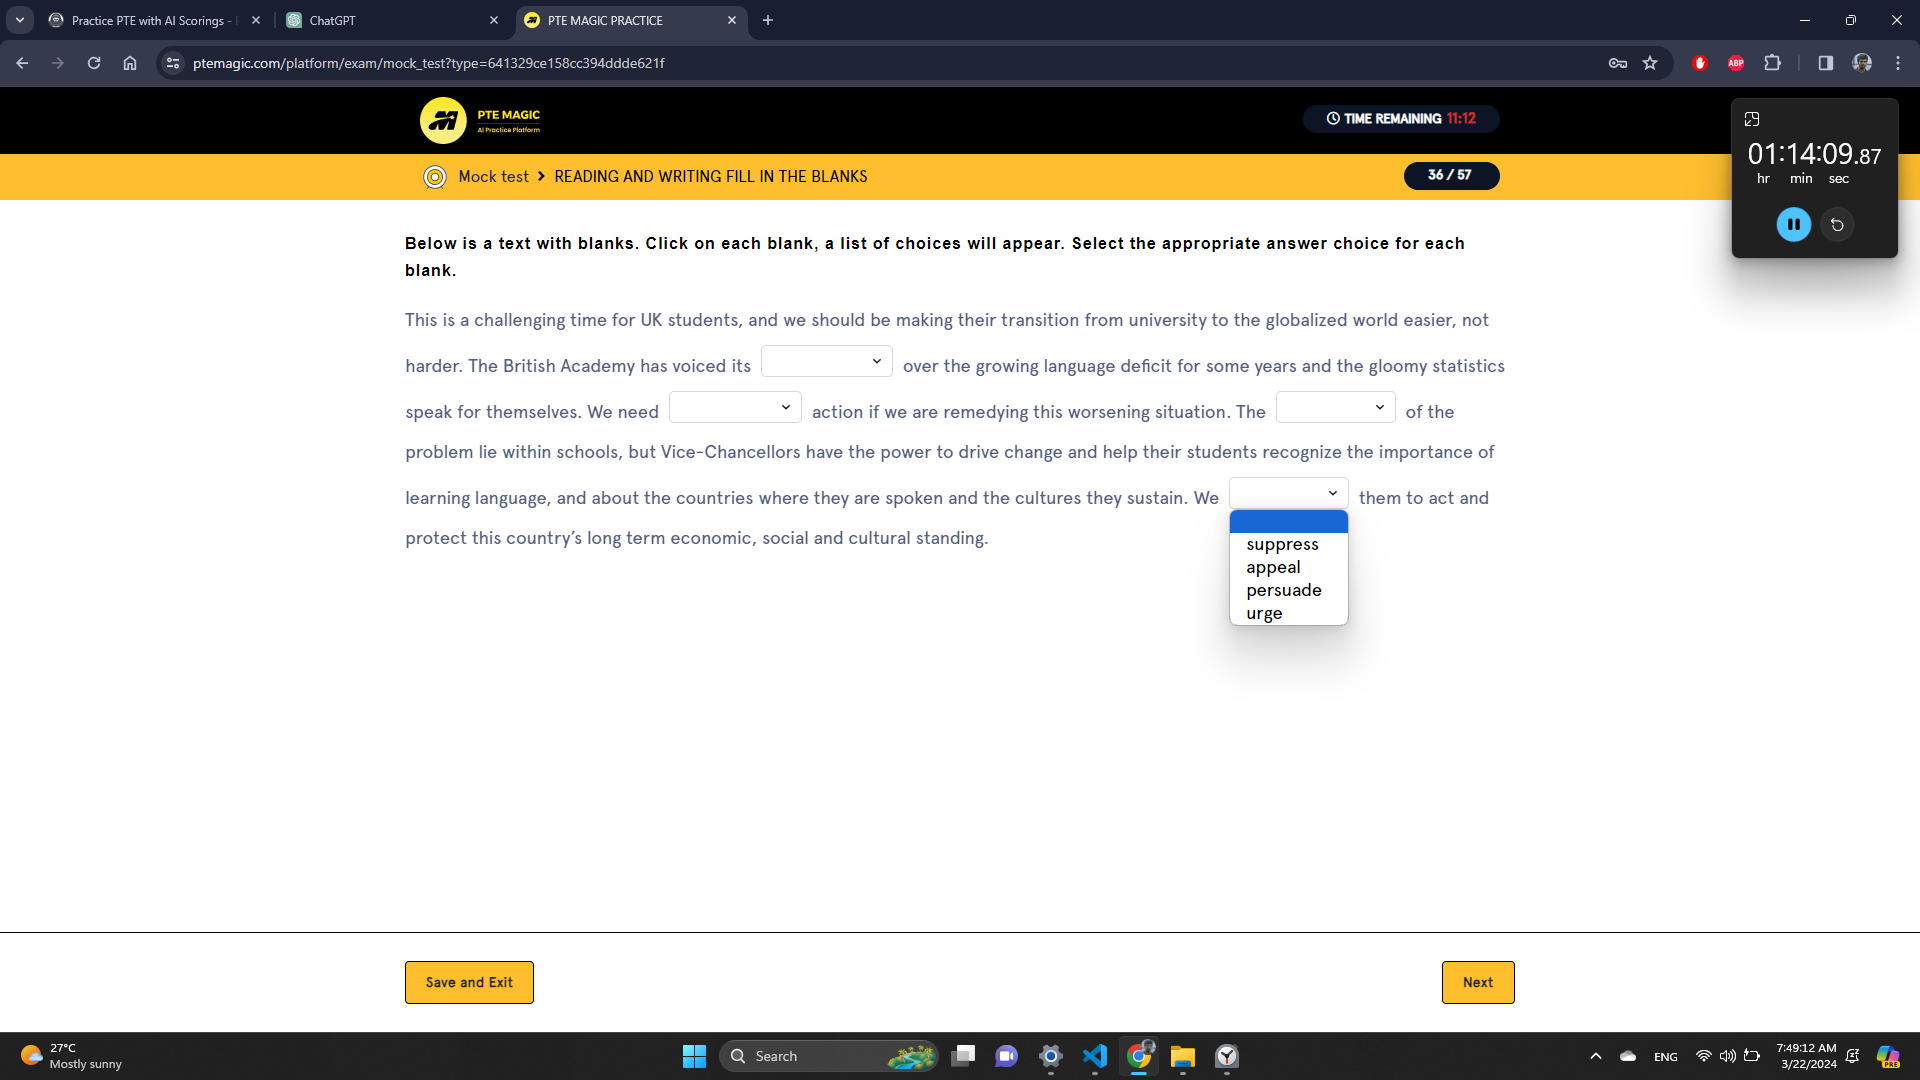 Practice PTE with AI Scorings -
ChatGPT
PTE MAGIC PRACTICE
ptemagic.com/platform/exam/mock_test?type=641329ce158cc394ddde621f
ABP
PTE MAGIC
AI Practice Platform
TIME REMAINING 11:12
01:14:09.87
hr min sec
Mock test > READING AND WRITING FILL IN THE BLANKS
36 / 57
Below is a text with blanks. Click on each blank, a list of choices will appear. Select the appropriate answer choice for each
blank.
This is a challenging time for UK students, and we should be making their transition from university to the globalized world easier, not
harder. The British Academy has voiced its over the growing language deficit for some years and the gloomy statistics
speak for themselves. We need action if we are remedying this worsening situation. The of the
problem lie within schools, but Vice-Chancellors have the power to drive change and help their students recognize the importance of
learning language, and about the countries where they are spoken and the cultures they sustain. We them to act and
protect this country's long term economic, social and cultural standing.
suppress
appeal
persuade
urge
Save and Exit
Next
27°C
Mostly sunny
Search
ENG
7:49:12 AM
3/22/2024
PRE